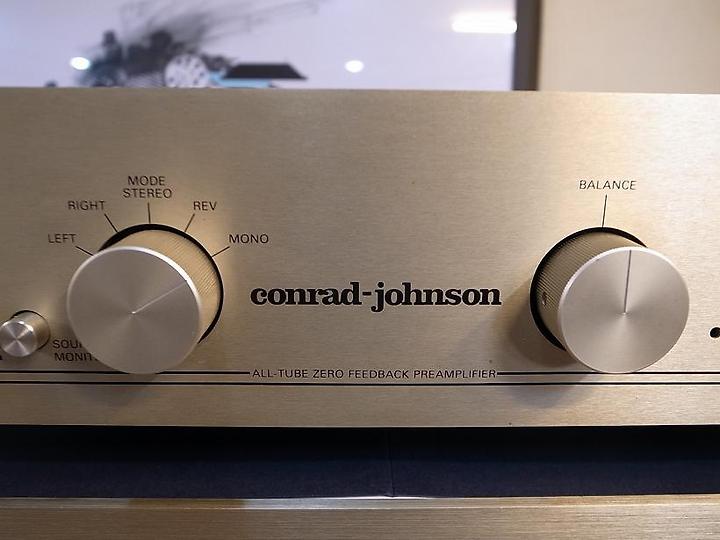 MODE
STEREO
RIGHT
REV
LEFT
MONO
BALANCE
conrad-johnson
ALL-TUBE ZERO FEEDBACK PREAMPLIFIER